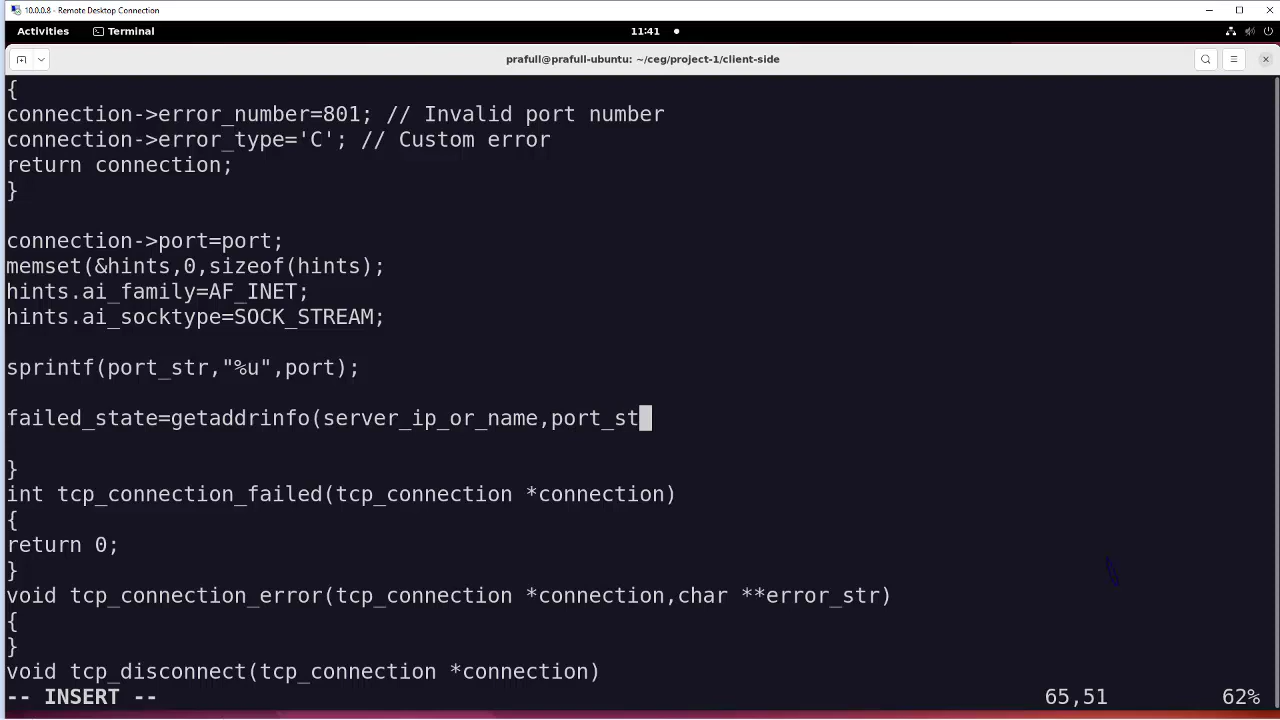 10.0.0.8 - Remote Desktop Connection
Activities Terminal 11:41
prafull@prafull-ubuntu: ~/ceg/project-1/client-side
{
connection->error_number=801; // Invalid port number
connection->error_type='C'; // Custom error
return connection;
}
connection->port=port;
memset(&hints,0,sizeof(hints);
hints.ai_family=AF_INET;
hints.ai_socktype=SOCK_STREAM;
sprintf(port_str,"%u",port);
failed_state=getaddrinfo(server_ip_or_name,port_st
}
int tcp_connection_failed(tcp_connection *connection)
{
return 0;
}
void tcp_connection_error(tcp_connection *connection,char **error_str)
{
}
void tcp_disconnect(tcp_connection *connection)
-- INSERT -- 65,51 62%